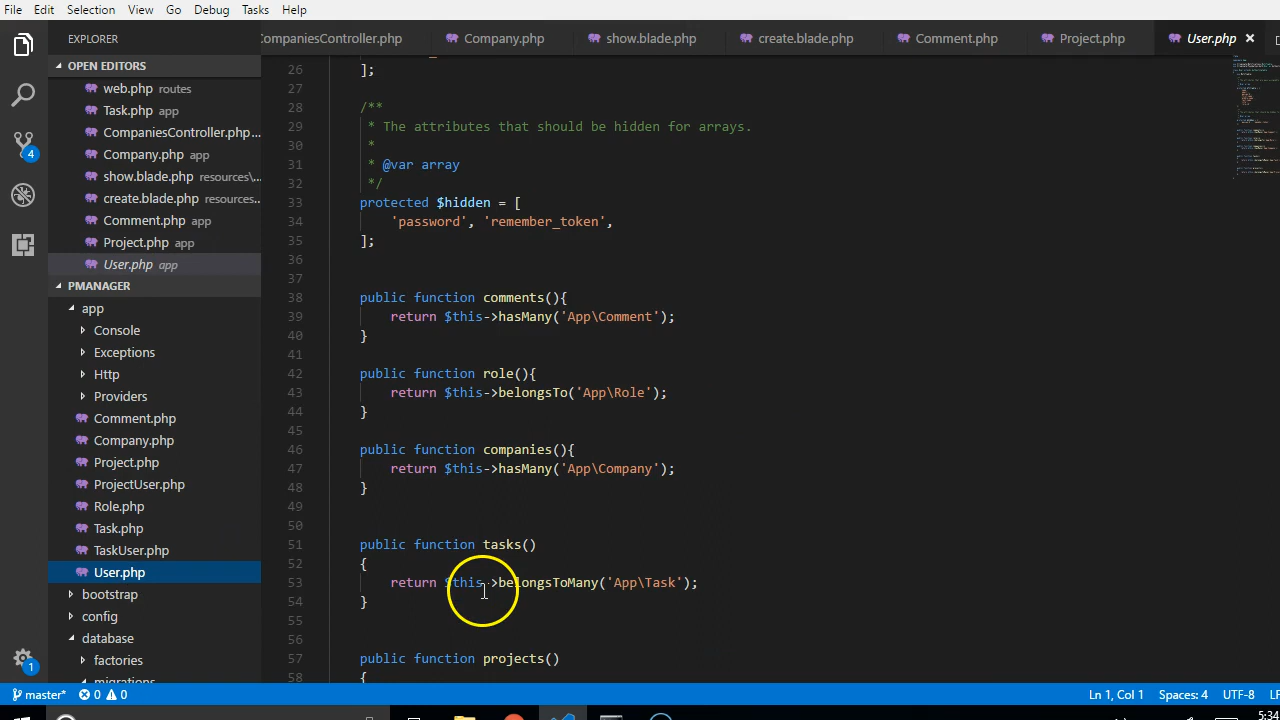 File Edit Selection View Go Debug Tasks Help
EXPLORER
CompaniesController.php Company.php show.blade.php create.blade.php Comment.php Project.php User.php
OPEN EDITORS
web.php routes
Task.php app
CompaniesController.php...
Company.php app
show.blade.php resources\...
create.blade.php resources...
Comment.php app
Project.php app
User.php app
PMANAGER
app
Console
Exceptions
Http
Providers
Comment.php
Company.php
Project.php
ProjectUser.php
Role.php
Task.php
TaskUser.php
User.php
bootstrap
config
database
factories
migrations
4
1
26 ];
27
28 /**
29 * The attributes that should be hidden for arrays.
30 *
31 * @var array
32 */
33 protected $hidden = [
34 'password', 'remember_token',
35 ];
36
37
38 public function comments(){
39 return $this->hasMany('App\Comment');
40 }
41
42 public function role(){
43 return $this->belongsTo('App\Role');
44 }
45
46 public function companies(){
47 return $this->hasMany('App\Company');
48 }
49
50
51 public function tasks()
52 {
53 return $this->belongsToMany('App\Task');
54 }
55
56
57 public function projects()
58 {
master* 0 0 Ln 1, Col 1 Spaces: 4 UTF-8 LF
5:34